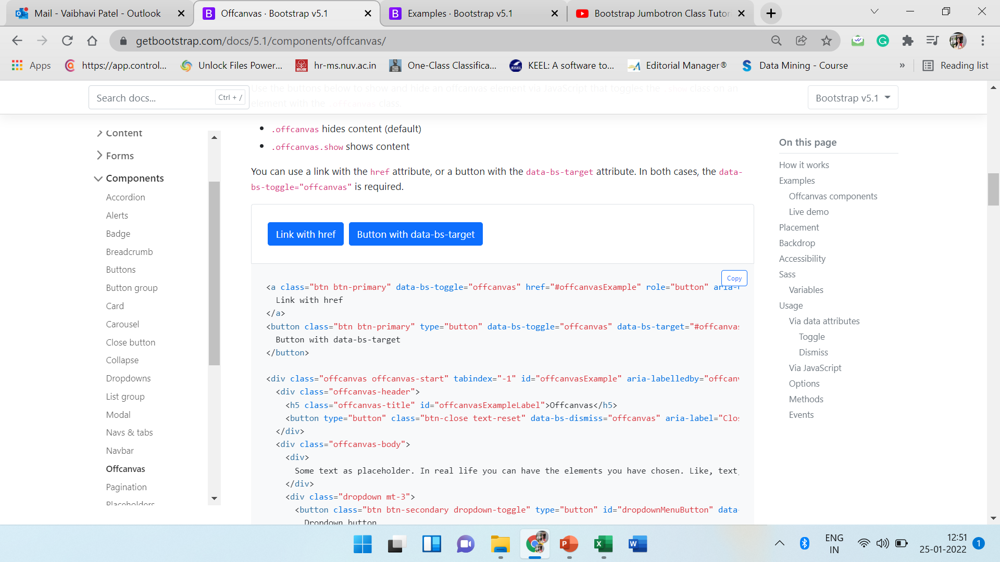 Mail - Vaibhavi Patel - Outlook
Offcanvas · Bootstrap v5.1
Examples · Bootstrap v5.1
Bootstrap Jumbotron Class Tutor
getbootstrap.com/docs/5.1/components/offcanvas/
Apps
https://app.control...
Unlock Files Power...
hr-ms.nuv.ac.in
One-Class Classifica...
KEEL: A software to...
Editorial Manager®
Data Mining - Course
»
Reading list
Search docs...
Ctrl + /
Bootstrap v5.1
Use the buttons below to show and hide an offcanvas element via JavaScript that toggles the .show class on an
element with the .offcanvas class.
Content
Forms
Components
Accordion
Alerts
Badge
Breadcrumb
Buttons
Button group
Card
Carousel
Close button
Collapse
Dropdowns
List group
Modal
Navs & tabs
Navbar
Offcanvas
Pagination
Placeholders
• .offcanvas hides content (default)
• .offcanvas.show shows content
You can use a link with the href attribute, or a button with the data-bs-target attribute. In both cases, the data-
bs-toggle="offcanvas" is required.
Link with href
Button with data-bs-target
Copy
<a class="btn btn-primary" data-bs-toggle="offcanvas" href="#offcanvasExample" role="button" aria-c
Link with href
</a>
<button class="btn btn-primary" type="button" data-bs-toggle="offcanvas" data-bs-target="#offcanvas
Button with data-bs-target
</button>
<div class="offcanvas offcanvas-start" tabindex="-1" id="offcanvasExample" aria-labelledby="offcanv
<div class="offcanvas-header">
<h5 class="offcanvas-title" id="offcanvasExampleLabel">Offcanvas</h5>
<button type="button" class="btn-close text-reset" data-bs-dismiss="offcanvas" aria-label="Clos
</div>
<div class="offcanvas-body">
<div>
Some text as placeholder. In real life you can have the elements you have chosen. Like, text,
</div>
<div class="dropdown mt-3">
<button class="btn btn-secondary dropdown-toggle" type="button" id="dropdownMenuButton" data-
Dropdown button
On this page
How it works
Examples
Offcanvas components
Live demo
Placement
Backdrop
Accessibility
Sass
Variables
Usage
Via data attributes
Toggle
Dismiss
Via JavaScript
Options
Methods
Events
ENG
IN
12:51
25-01-2022
1